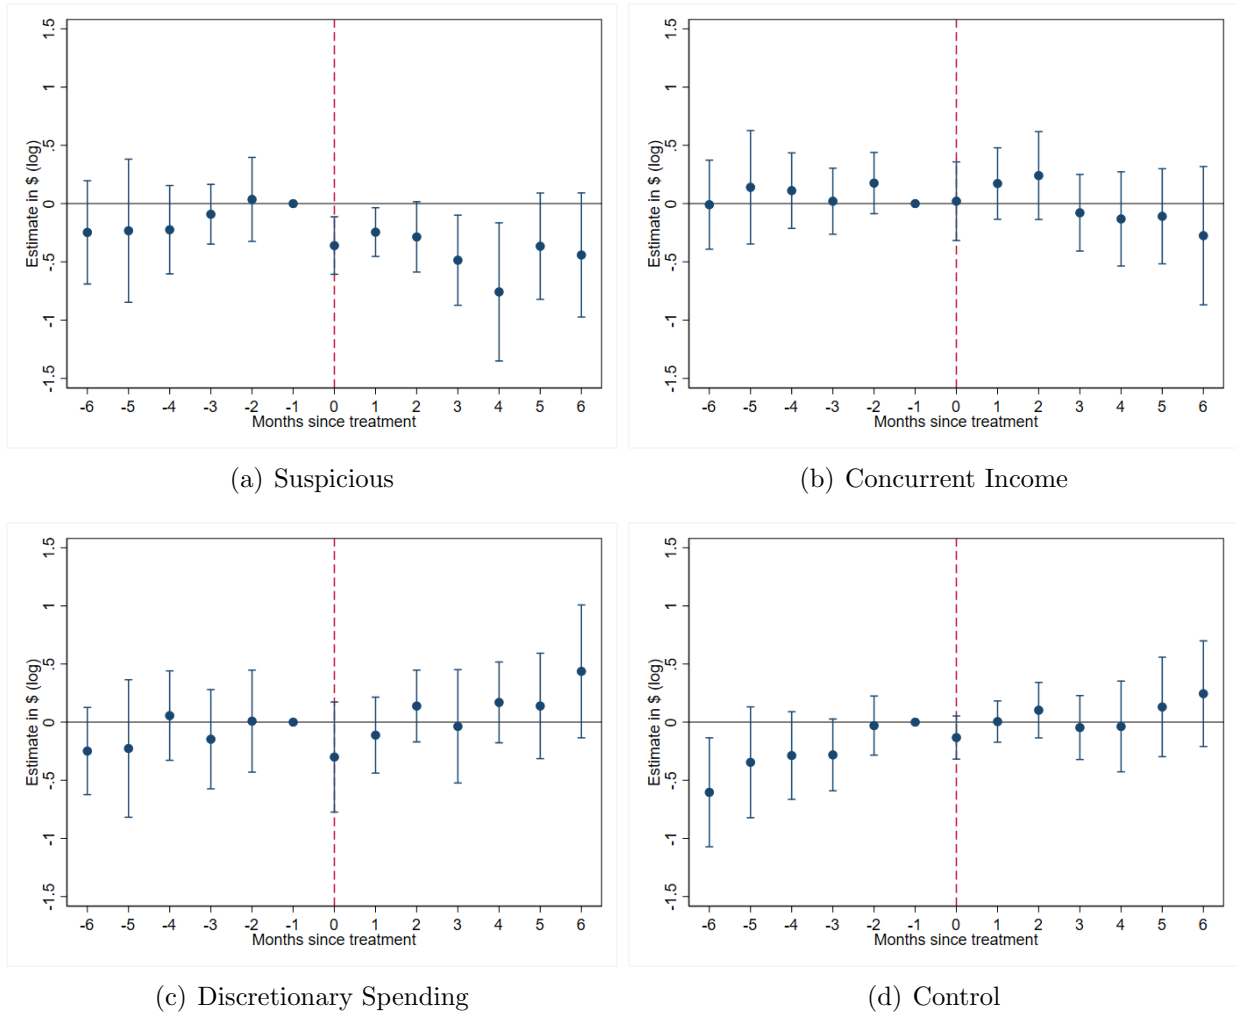 1.5
1
.5
0
-.5
-1
-1.5
Estimate in $ (log)
-6 -5 -4 -3 -2 -1 0 1 2 3 4 5 6
Months since treatment
(a) Suspicious
1.5
1
.5
0
-.5
-1
-1.5
Estimate in $ (log)
-6 -5 -4 -3 -2 -1 0 1 2 3 4 5 6
Months since treatment
(b) Concurrent Income
1.5
1
.5
0
-.5
-1
-1.5
Estimate in $ (log)
-6 -5 -4 -3 -2 -1 0 1 2 3 4 5 6
Months since treatment
(c) Discretionary Spending
1.5
1
.5
0
-.5
-1
-1.5
Estimate in $ (log)
-6 -5 -4 -3 -2 -1 0 1 2 3 4 5 6
Months since treatment
(d) Control